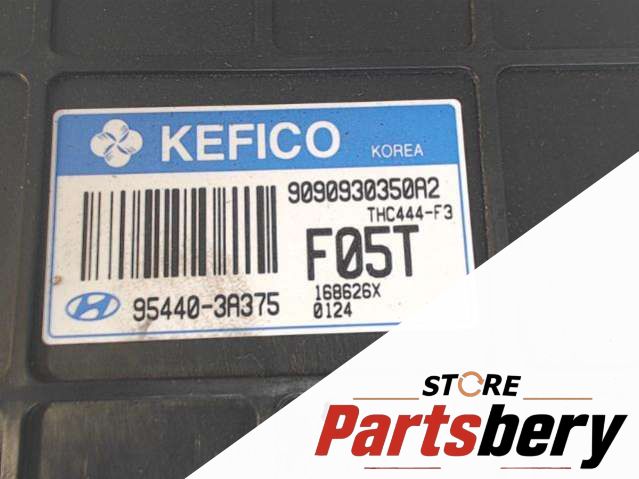 KEFICO KOREA
9090930350A2
THC444-F3
F05T
95440-3A375
168626X
0124
STORE
Partsbery